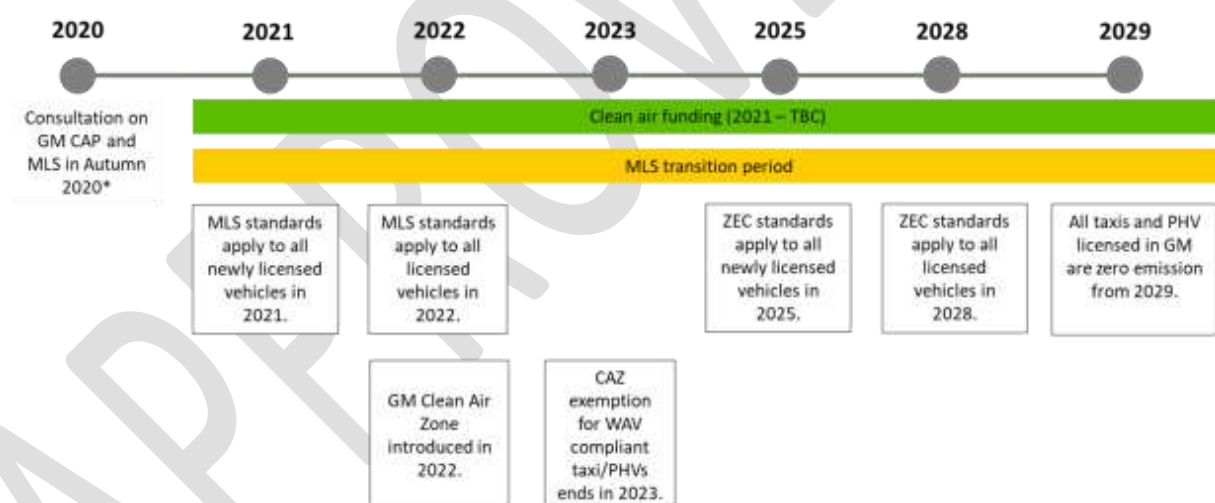 2020
2021
2022
2023
2025
2028
2029
Consultation on
GM CAP and
MLS in Autumn
2020*
Clean air funding (2021 – TBC)
MLS transition period
MLS standards
apply to all
newly licensed
vehicles in
2021.
MLS standards
apply to all
licensed
vehicles in
2022.
ZEC standards
apply to all
newly licensed
vehicles in
2025.
ZEC standards
apply to all
licensed
vehicles in
2028.
All taxis and PHV
licensed in GM
are zero emission
from 2029.
GM Clean Air
Zone
introduced in
2022.
CAZ
exemption
for WAV
compliant
taxi/PHVs
ends in 2023.